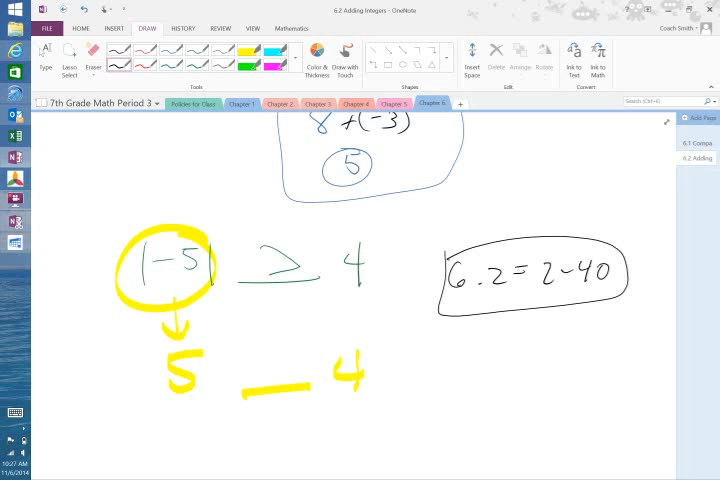 6.2 Adding Integers - OneNote
FILE HOME INSERT DRAW HISTORY REVIEW VIEW Mathematics
Coach Smith
Type
Lasso Select
Eraser
Color & Thickness
Draw with Touch
Insert Space
Delete
Arrange
Rotate
Ink to Text
Ink to Math
Tools Shapes Edit Convert
7th Grade Math Period 3 Policies for Class Chapter 1 Chapter 2 Chapter 3 Chapter 4 Chapter 5 Chapter 6 +
Search (Ctrl+E)
Add Page
6.1 Compa
6.2 Adding
8 +(-3)
5
|-5| > 4
6.2 = 2-40
5 __ 4
10:27 AM
11/6/2014